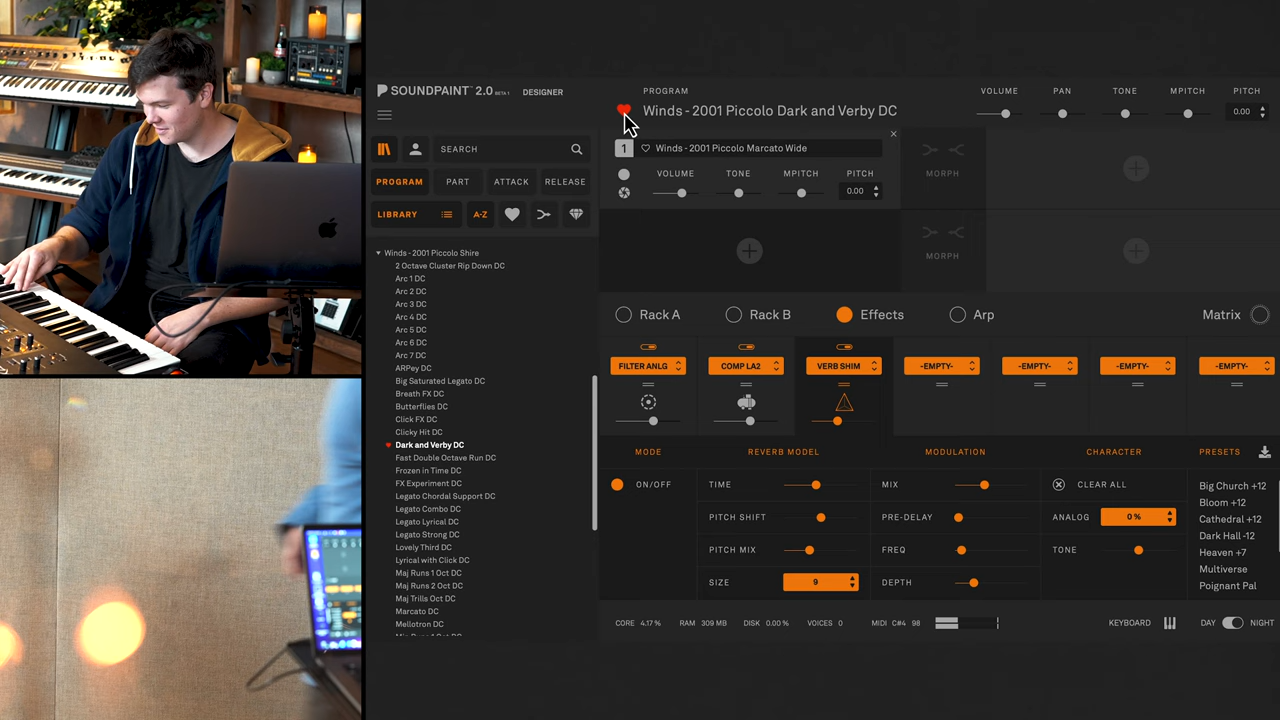 SOUNDPAINT™ 2.0 BETA 1 DESIGNER
SEARCH
PROGRAM PART ATTACK RELEASE
LIBRARY A-Z
Winds - 2001 Piccolo Shire
2 Octave Cluster Rip Down DC
Arc 1 DC
Arc 2 DC
Arc 3 DC
Arc 4 DC
Arc 5 DC
Arc 6 DC
Arc 7 DC
ARPey DC
Big Saturated Legato DC
Breath FX DC
Butterflies DC
Click FX DC
Clicky Hit DC
Dark and Verby DC
Fast Double Octave Run DC
Frozen in Time DC
FX Experiment DC
Legato Chordal Support DC
Legato Combo DC
Legato Lyrical DC
Legato Strong DC
Lovely Third DC
Lyrical with Click DC
Maj Runs 1 Oct DC
Maj Runs 2 Oct DC
Maj Trills Oct DC
Marcato DC
Mellotron DC
PROGRAM
Winds - 2001 Piccolo Dark and Verby DC
VOLUME PAN TONE MPITCH PITCH
0.00
1 Winds - 2001 Piccolo Marcato Wide
VOLUME TONE MPITCH PITCH
0.00
MORPH
MORPH
Rack A Rack B Effects Arp Matrix
FILTER ANLG COMP LA2 VERB SHIM -EMPTY- -EMPTY- -EMPTY- -EMPTY-
MODE REVERB MODEL MODULATION CHARACTER PRESETS
ON/OFF TIME MIX CLEAR ALL
PITCH SHIFT PRE-DELAY ANALOG 0 %
PITCH MIX FREQ TONE
SIZE 9 DEPTH
Big Church +12
Bloom +12
Cathedral +12
Dark Hall -12
Heaven +7
Multiverse
Poignant Pal
CORE 4.17 % RAM 309 MB DISK 0.00 % VOICES 0 MIDI C#4 98 KEYBOARD DAY NIGHT